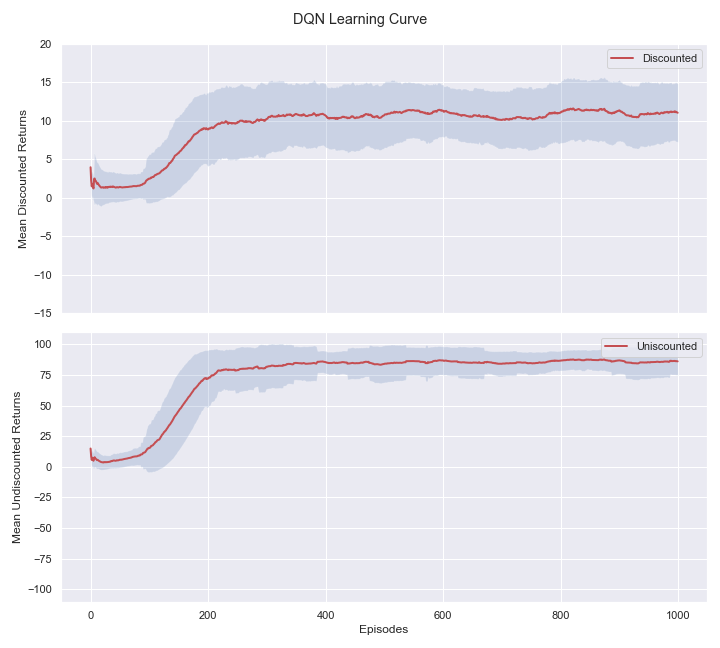 DQN Learning Curve
20
15
10
5
0
−5
−10
−15
Mean Discounted Returns
Discounted
100
75
50
25
0
−25
−50
−75
−100
Mean Undiscounted Returns
Uniscounted
0 200 400 600 800 1000
Episodes